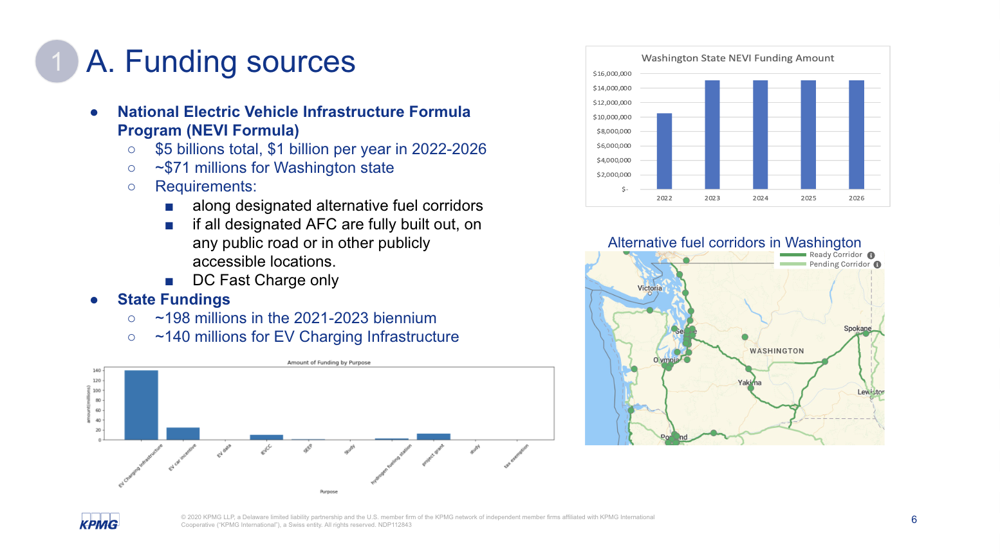 1
A. Funding sources
● National Electric Vehicle Infrastructure Formula
Program (NEVI Formula)
○ $5 billions total, $1 billion per year in 2022-2026
○ ~$71 millions for Washington state
○ Requirements:
■ along designated alternative fuel corridors
■ if all designated AFC are fully built out, on
any public road or in other publicly
accessible locations.
■ DC Fast Charge only
● State Fundings
○ ~198 millions in the 2021-2023 biennium
○ ~140 millions for EV Charging Infrastructure
Amount of Funding by Purpose
amount(millions)
140
120
100
80
60
40
20
0
EV Charging Infrastructure
EV car incentive
EV data
IEVCC
SEEP
Study
hydrogen fueling station
project grant
study
tax exemption
Purpose
Washington State NEVI Funding Amount
$16,000,000
$14,000,000
$12,000,000
$10,000,000
$8,000,000
$6,000,000
$4,000,000
$2,000,000
$-
2022 2023 2024 2025 2026
Alternative fuel corridors in Washington
Ready Corridor
Pending Corridor
Victoria
Seattle
Spokane
WASHINGTON
Olympia
Yakima
Lewiston
Portland
KPMG
© 2020 KPMG LLP, a Delaware limited liability partnership and the U.S. member firm of the KPMG network of independent member firms affiliated with KPMG International
Cooperative (“KPMG International”), a Swiss entity. All rights reserved. NDP112843
6